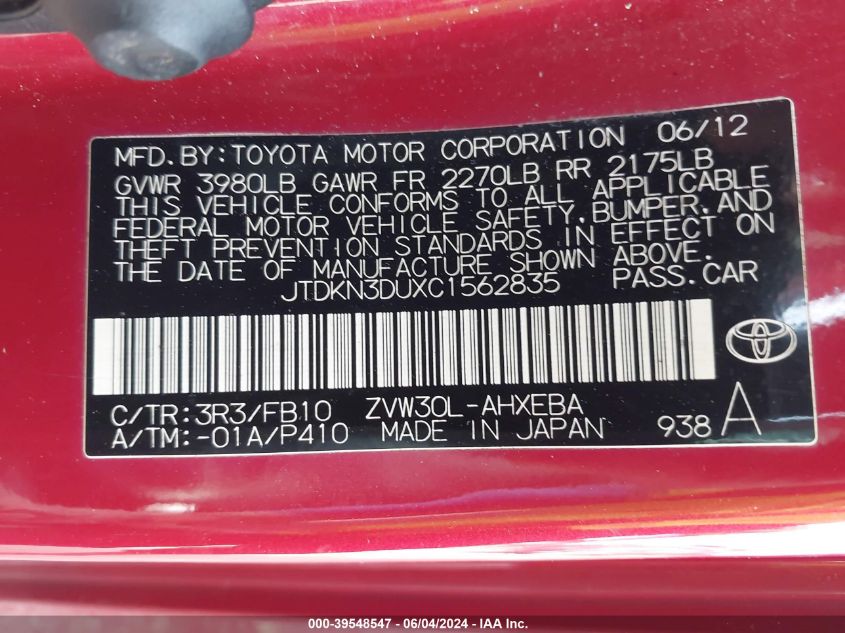 MFD. BY: TOYOTA MOTOR CORPORATION 06/12
GVWR 3980LB GAWR FR 2270LB RR 2175LB
THIS VEHICLE CONFORMS TO ALL APPLICABLE
FEDERAL MOTOR VEHICLE SAFETY, BUMPER, AND
THEFT PREVENTION STANDARDS IN EFFECT ON
THE DATE OF MANUFACTURE SHOWN ABOVE.
JTDKN3DUXC1562835 PASS. CAR
C/TR: 3R3/FB10 ZVW30L-AHXEBA
A/TM: -01A/P410 MADE IN JAPAN 938 A
000-39548547 - 06/04/2024 - IAA Inc.